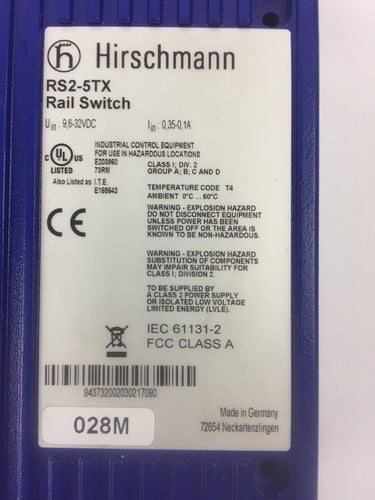 Hirschmann
RS2-5TX
Rail Switch
Uin : 9,6-32VDC Iin : 0,35-0,1A
INDUSTRIAL CONTROL EQUIPMENT
FOR USE IN HAZARDOUS LOCATIONS
c UL US E203960 CLASS I; DIV. 2
LISTED 73RM GROUP A; B; C AND D
Also Listed as I.T.E.
E168643
TEMPERATURE CODE T4
AMBIENT 0°C ... 60°C
CE
WARNING - EXPLOSION HAZARD
DO NOT DISCONNECT EQUIPMENT
UNLESS POWER HAS BEEN
SWITCHED OFF OR THE AREA IS
KNOWN TO BE NON-HAZARDOUS.
WARNING - EXPLOSION HAZARD
SUBSTITUTION OF COMPONENTS
MAY IMPAIR SUITABILITY FOR
CLASS I; DIVISION 2.
TO BE SUPPLIED BY
A CLASS 2 POWER SUPPLY
OR ISOLATED LOW VOLTAGE
LIMITED ENERGY (LVLE).
IEC 61131-2
FCC CLASS A
943732002030217090
028M
Made in Germany
72654 Neckartenzlingen